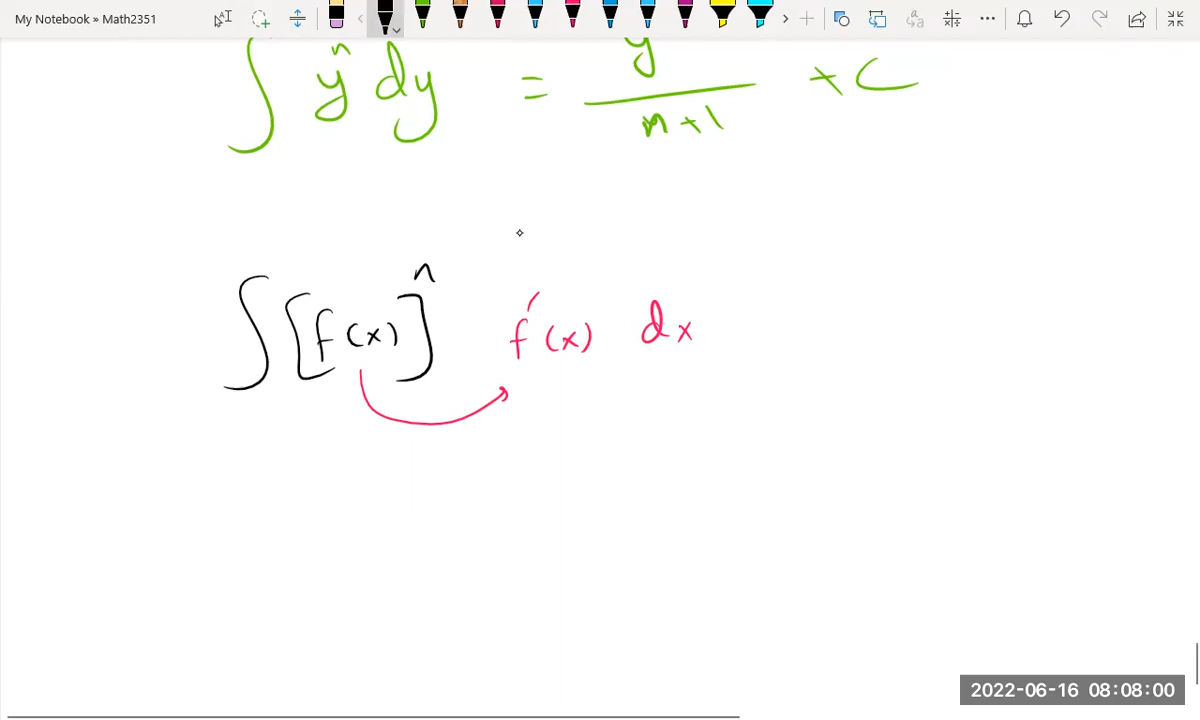 My Notebook » Math2351
∫ yⁿ dy = y / n+1 + C
∫ [f(x)]ⁿ f′(x) dx
2022-06-16 08:08:00